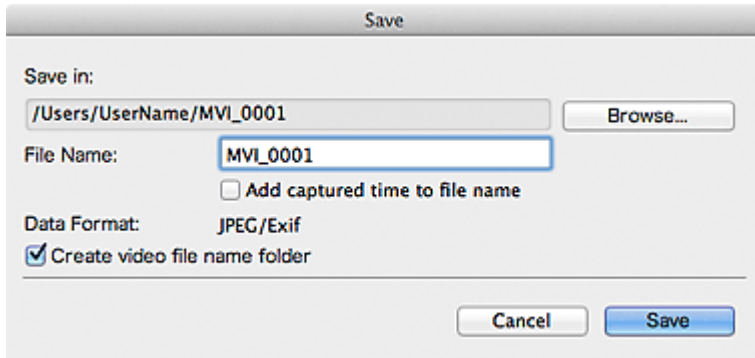 Save
Save in:
/Users/UserName/MVI_0001
Browse...
File Name: MVI_0001
Add captured time to file name
Data Format: JPEG/Exif
Create video file name folder
Cancel Save